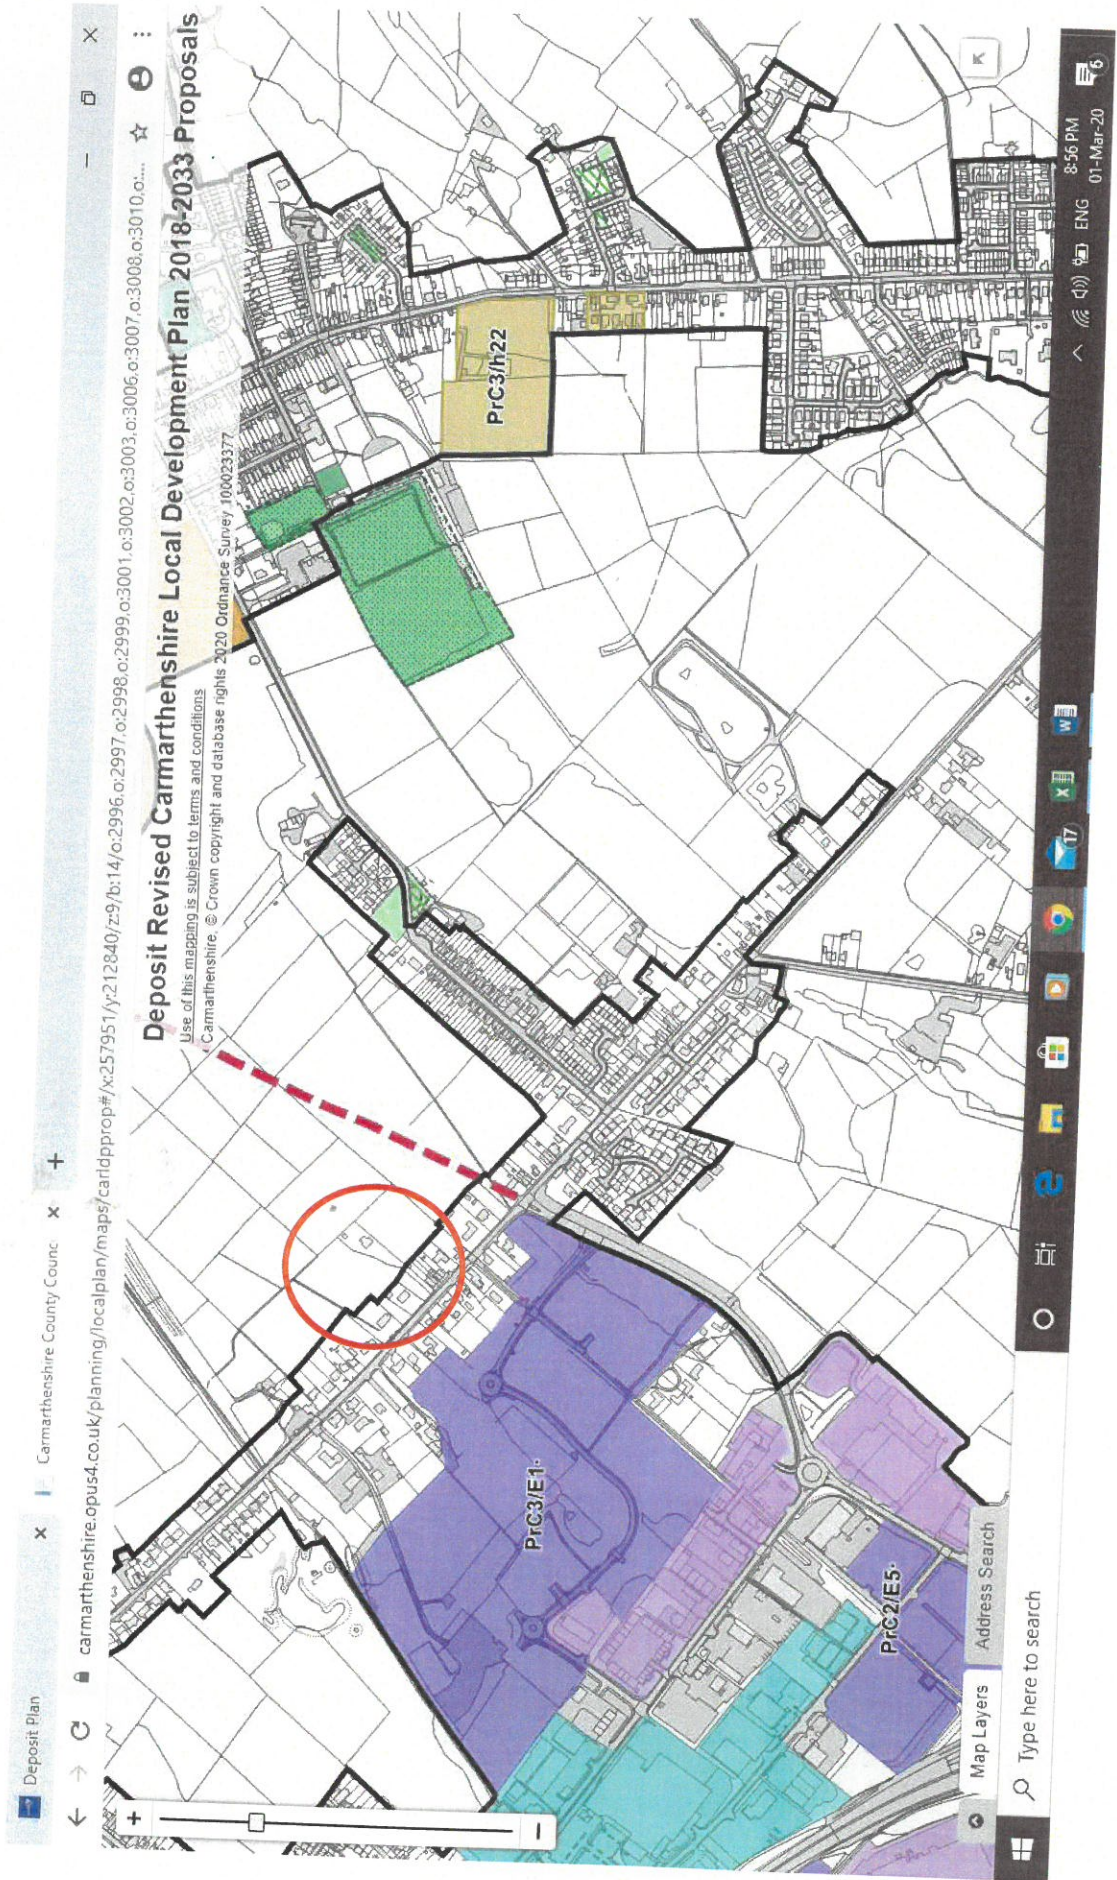 Deposit Plan ×
Carmarthenshire County Counc ×
+
carmarthenshire.opus4.co.uk/planning/localplan/maps/carldpprop#/x:257951/y:212840/z:9/b:14/o:2996,o:2997,o:2998,o:2999,o:3001,o:3002,o:3003,o:3006,o:3007,o:3008,o:3010,o:...
Deposit Revised Carmarthenshire Local Development Plan 2018-2033 Proposals
Use of this mapping is subject to terms and conditions
Carmarthenshire. © Crown copyright and database rights 2020 Ordnance Survey 100023377
+
−
PrC3/h22
PrC3/E1
PrC2/E5
Map Layers
Address Search
Type here to search
17
ENG
8:56 PM
01-Mar-20
6